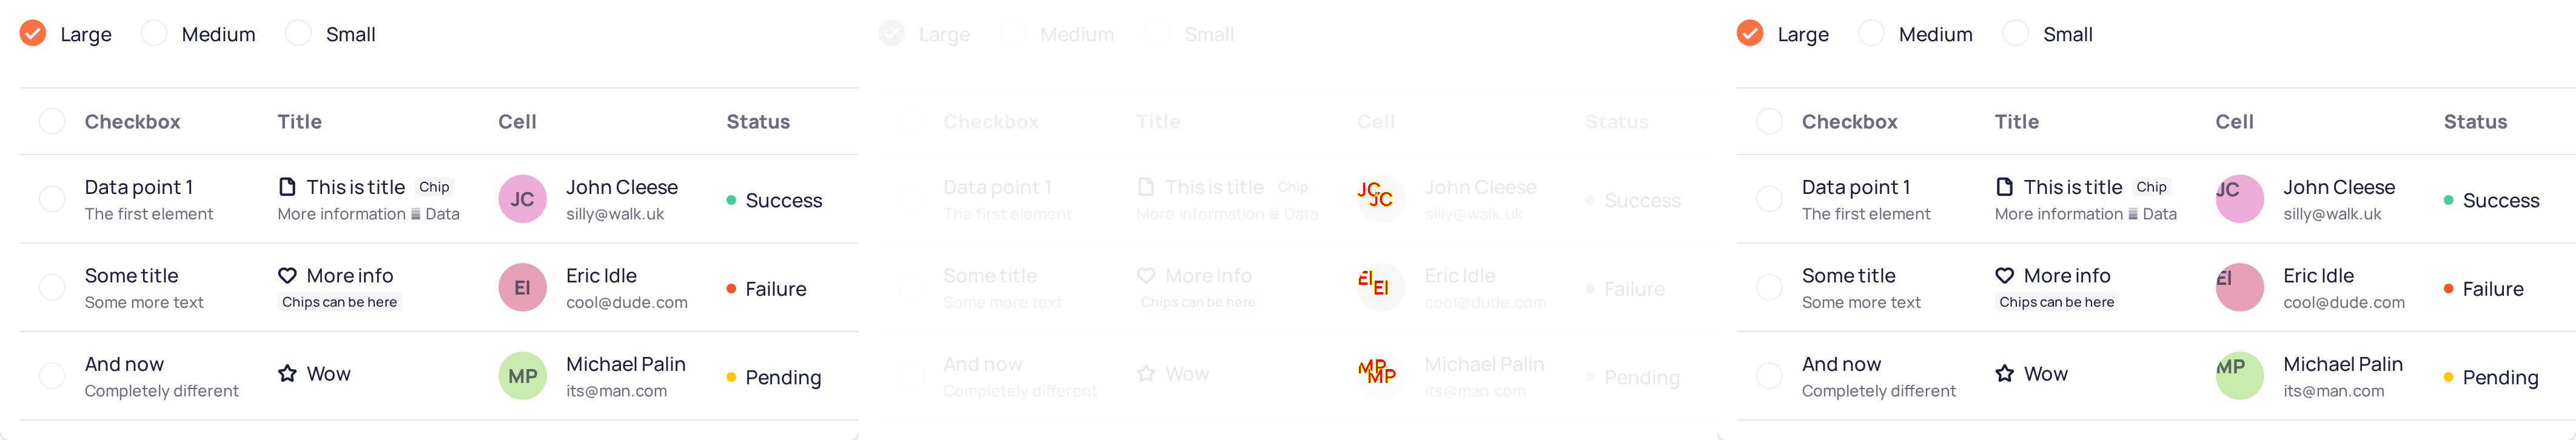 Large Medium Small
Checkbox Title Cell Status
Data point 1 This is title Chip JC John Cleese Success
The first element More information Data silly@walk.uk
Some title More info EI Eric Idle Failure
Some more text Chips can be here cool@dude.com
And now Wow MP Michael Palin Pending
Completely different its@man.com
Large Medium Small
Checkbox Title Cell Status
Data point 1 This is title Chip JC JC John Cleese Success
The first element More information Data silly@walk.uk
Some title More info EI EI Eric Idle Failure
Some more text Chips can be here cool@dude.com
And now Wow MP MP Michael Palin Pending
Completely different its@man.com
Large Medium Small
Checkbox Title Cell Status
Data point 1 This is title Chip JC John Cleese Success
The first element More information Data silly@walk.uk
Some title More info EI Eric Idle Failure
Some more text Chips can be here cool@dude.com
And now Wow MP Michael Palin Pending
Completely different its@man.com